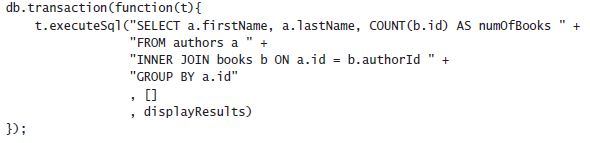 db.transaction(function(t){
    t.executeSql("SELECT a.firstName, a.lastName, COUNT(b.id) AS numOfBooks " +
                 "FROM authors a " +
                 "INNER JOIN books b ON a.id = b.authorId " +
                 "GROUP BY a.id"
                 , []
                 , displayResults)
});